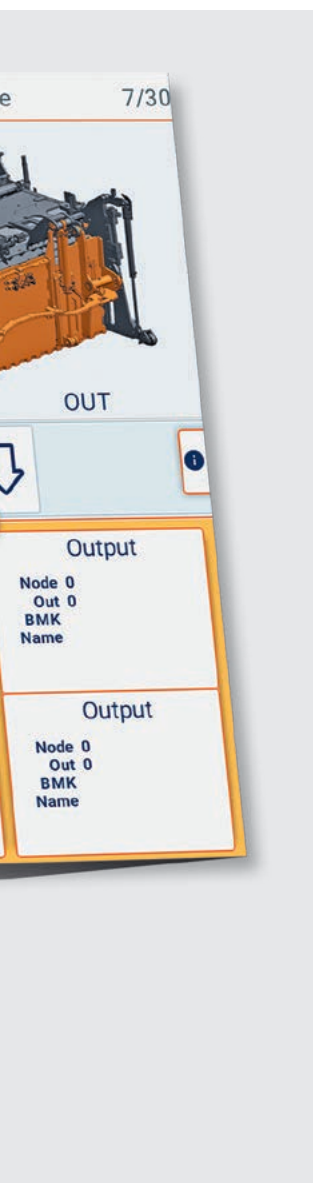 e 7/30
OUT
Output
Node 0
Out 0
BMK
Name
Output
Node 0
Out 0
BMK
Name